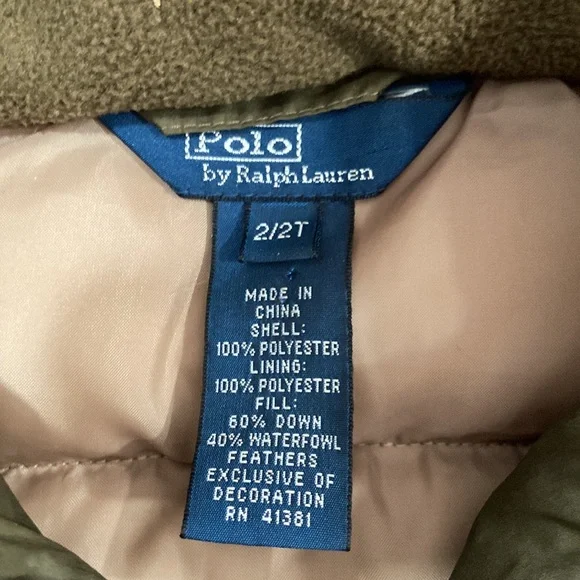 Polo
by Ralph Lauren
2/2T
MADE IN
CHINA
SHELL:
100% POLYESTER
LINING:
100% POLYESTER
FILL:
60% DOWN
40% WATERFOWL
FEATHERS
EXCLUSIVE OF
DECORATION
RN 41381